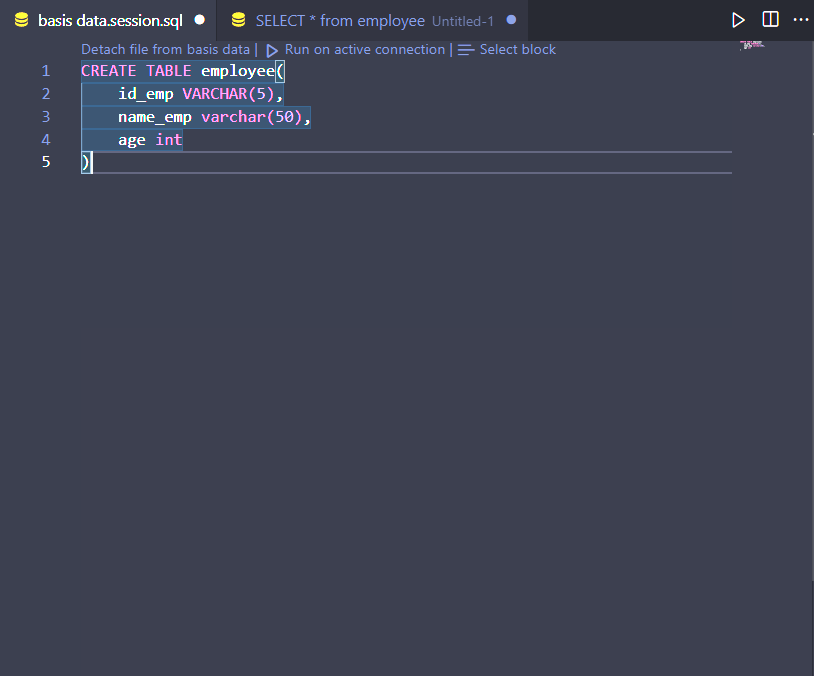 basis data.session.sql SELECT * from employee Untitled-1
Detach file from basis data | Run on active connection | Select block
1 CREATE TABLE employee(
2     id_emp VARCHAR(5),
3     name_emp varchar(50),
4     age int
5 )